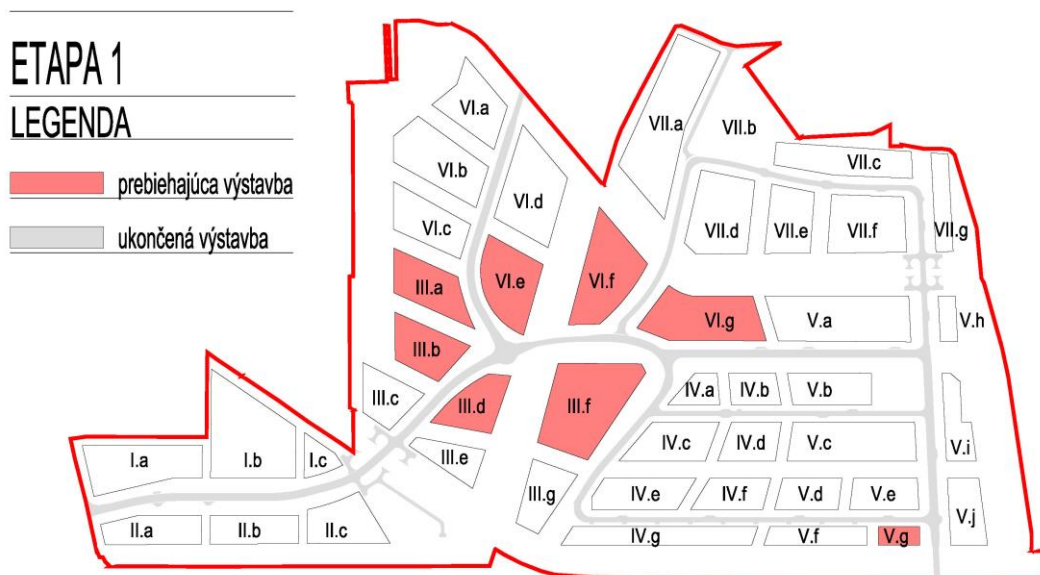 ETAPA 1
LEGENDA
prebiehajúca výstavba
ukončená výstavba
VI.a
VI.b
VI.c
VI.d
VI.e
VI.f
VI.g
VII.a
VII.b
VII.c
VII.d
VII.e
VII.f
VII.g
III.a
III.b
III.c
III.d
III.e
III.f
III.g
V.a
V.h
IV.a
IV.b
V.b
IV.c
IV.d
V.c
V.i
IV.e
IV.f
V.d
V.e
V.j
IV.g
V.f
V.g
I.a
I.b
I.c
II.a
II.b
II.c